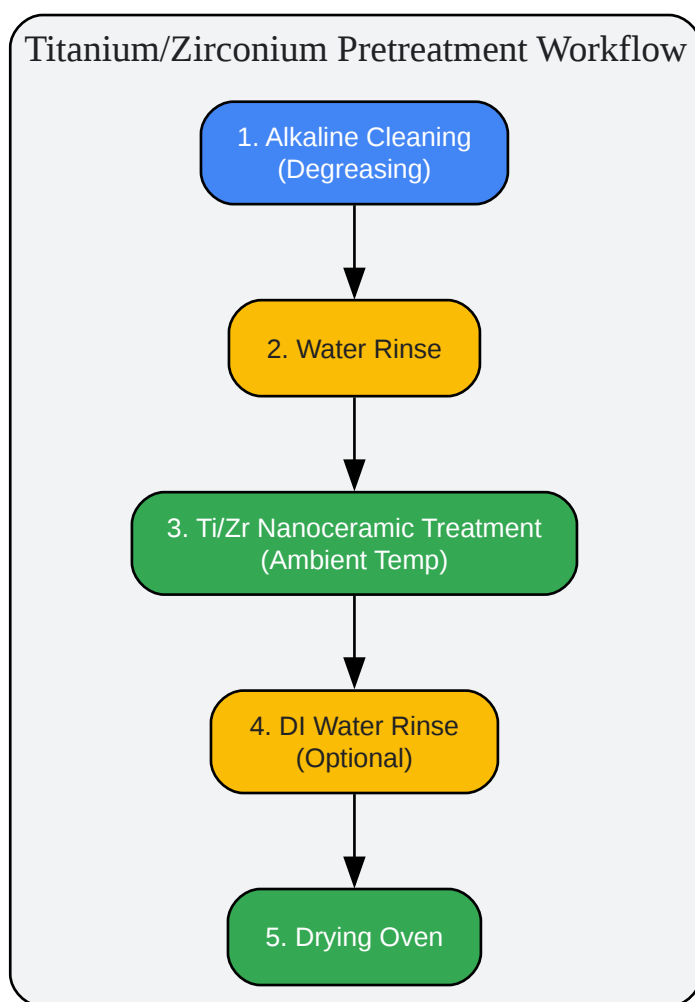 Titanium/Zirconium Pretreatment Workflow
1. Alkaline Cleaning
(Degreasing)
2. Water Rinse
3. Ti/Zr Nanoceramic Treatment
(Ambient Temp)
4. DI Water Rinse
(Optional)
5. Drying Oven